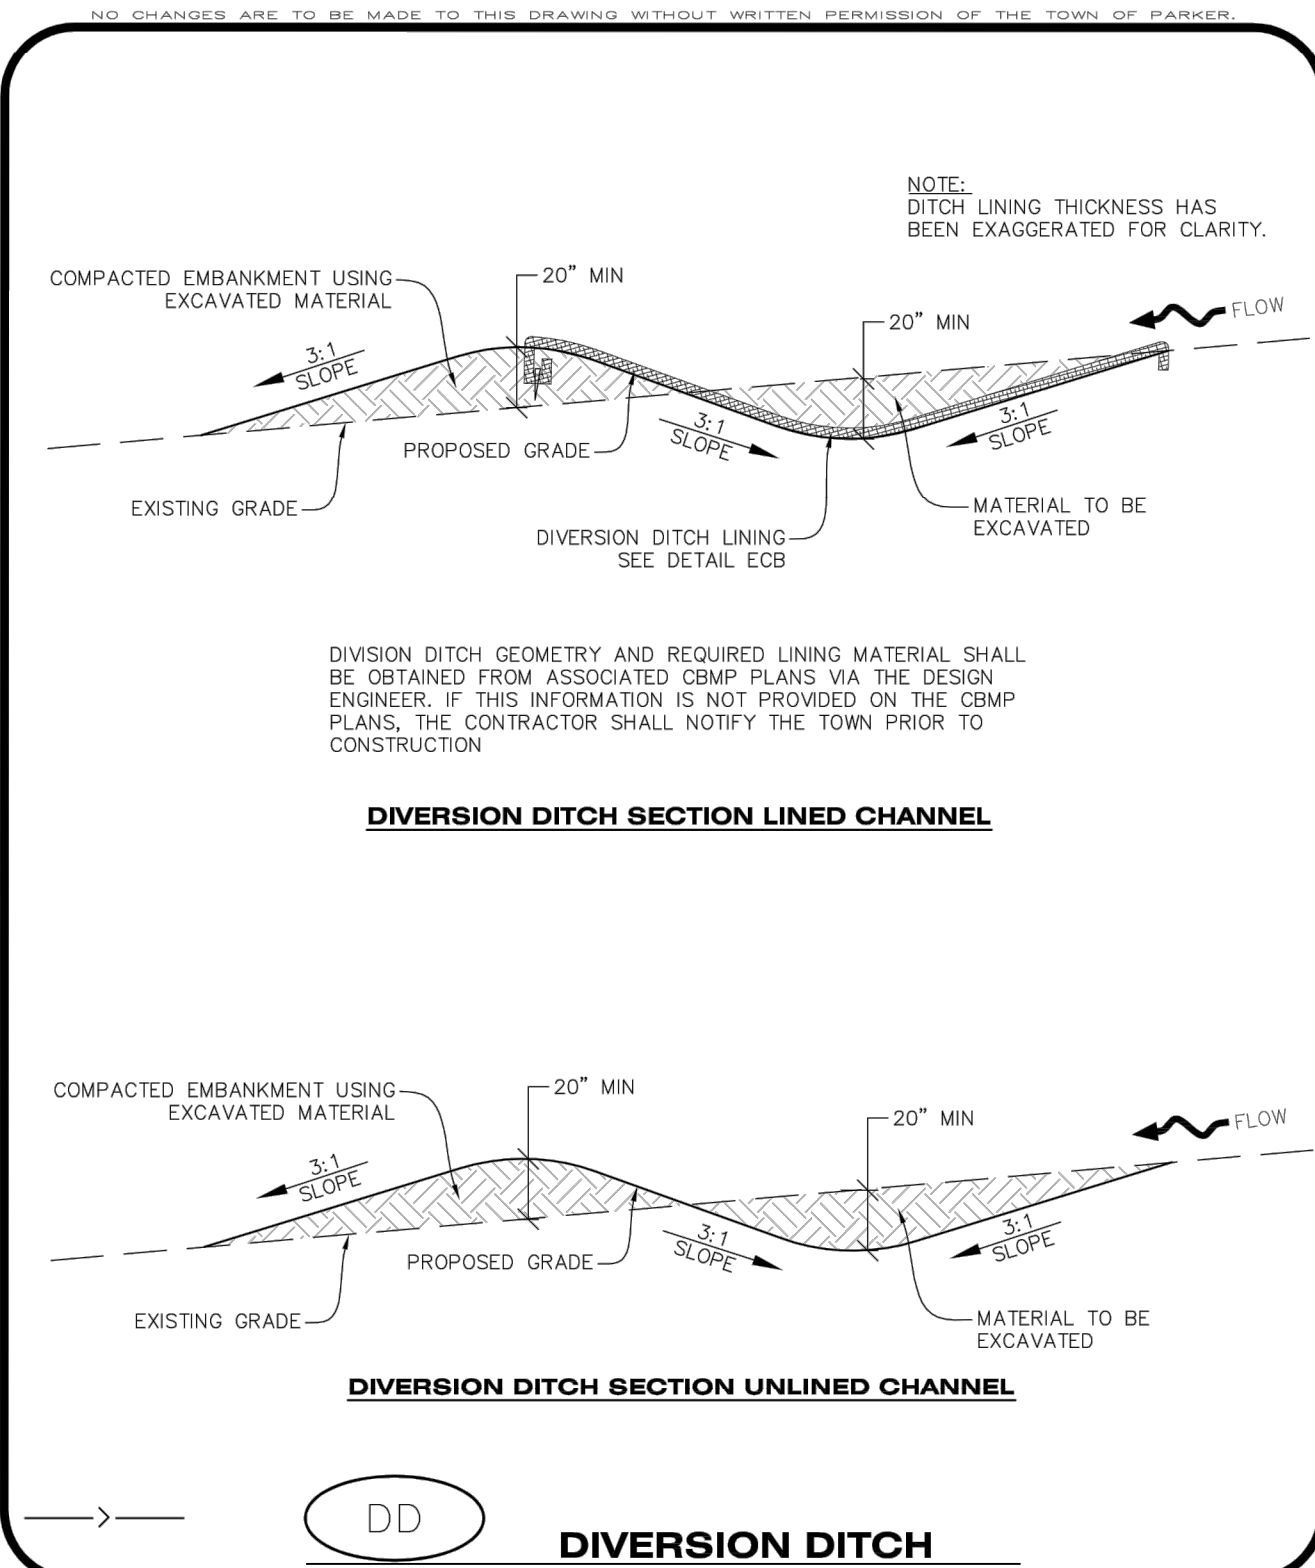 NO CHANGES ARE TO BE MADE TO THIS DRAWING WITHOUT WRITTEN PERMISSION OF THE TOWN OF PARKER.
NOTE:
DITCH LINING THICKNESS HAS
BEEN EXAGGERATED FOR CLARITY.
COMPACTED EMBANKMENT USING
EXCAVATED MATERIAL
20" MIN
20" MIN
FLOW
3:1
SLOPE
3:1
SLOPE
3:1
SLOPE
PROPOSED GRADE
EXISTING GRADE
MATERIAL TO BE
EXCAVATED
DIVERSION DITCH LINING
SEE DETAIL ECB
DIVISION DITCH GEOMETRY AND REQUIRED LINING MATERIAL SHALL
BE OBTAINED FROM ASSOCIATED CBMP PLANS VIA THE DESIGN
ENGINEER. IF THIS INFORMATION IS NOT PROVIDED ON THE CBMP
PLANS, THE CONTRACTOR SHALL NOTIFY THE TOWN PRIOR TO
CONSTRUCTION
DIVERSION DITCH SECTION LINED CHANNEL
COMPACTED EMBANKMENT USING
EXCAVATED MATERIAL
20" MIN
20" MIN
FLOW
3:1
SLOPE
3:1
SLOPE
3:1
SLOPE
PROPOSED GRADE
EXISTING GRADE
MATERIAL TO BE
EXCAVATED
DIVERSION DITCH SECTION UNLINED CHANNEL
DD
DIVERSION DITCH